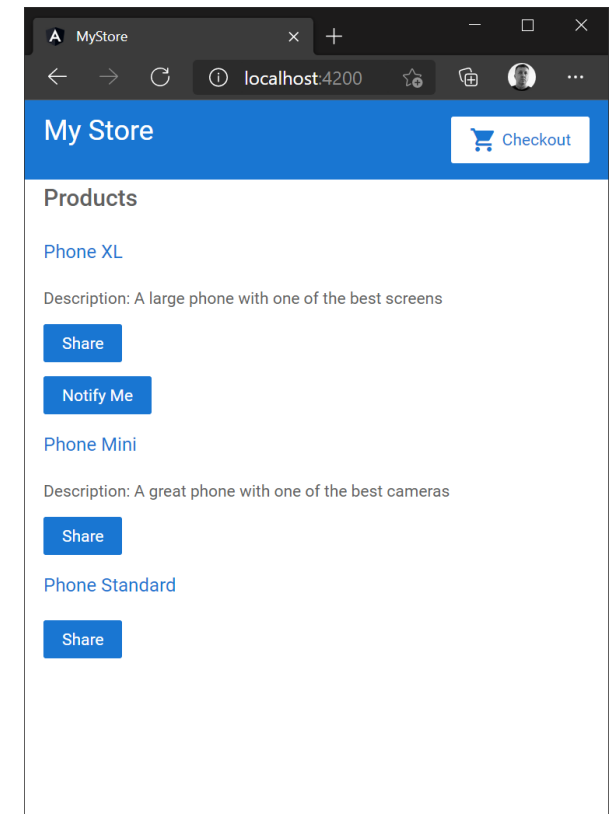 MyStore
localhost:4200
My Store
Checkout
Products
Phone XL
Description: A large phone with one of the best screens
Share
Notify Me
Phone Mini
Description: A great phone with one of the best cameras
Share
Phone Standard
Share